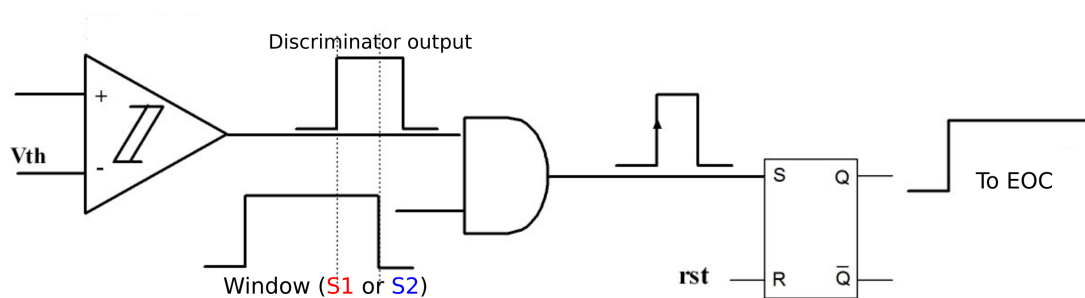 Discriminator output
+
Vth
-
Window (S1 or S2)
S Q
To EOC
rst
R Q̅